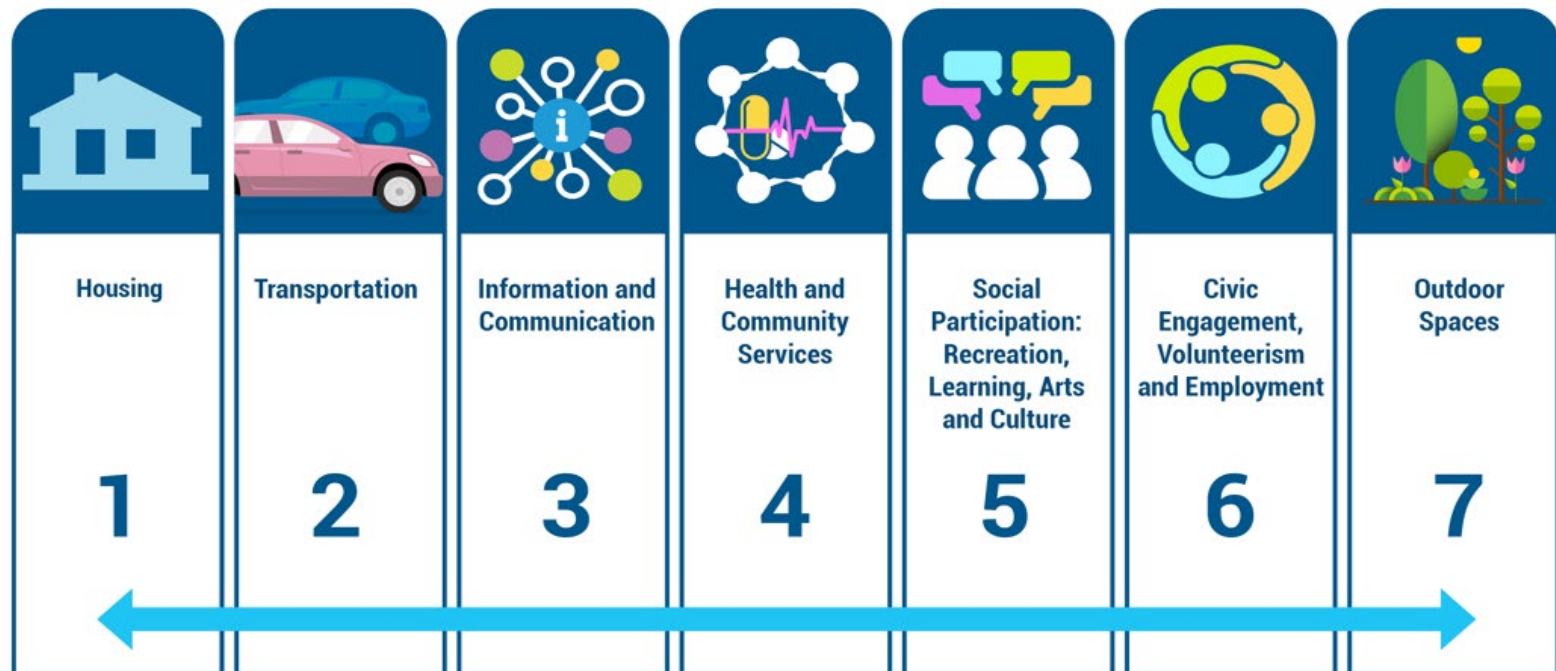 Housing
1
Transportation
2
Information and
Communication
3
Health and
Community
Services
4
Social
Participation:
Recreation,
Learning, Arts
and Culture
5
Civic
Engagement,
Volunteerism
and Employment
6
Outdoor
Spaces
7